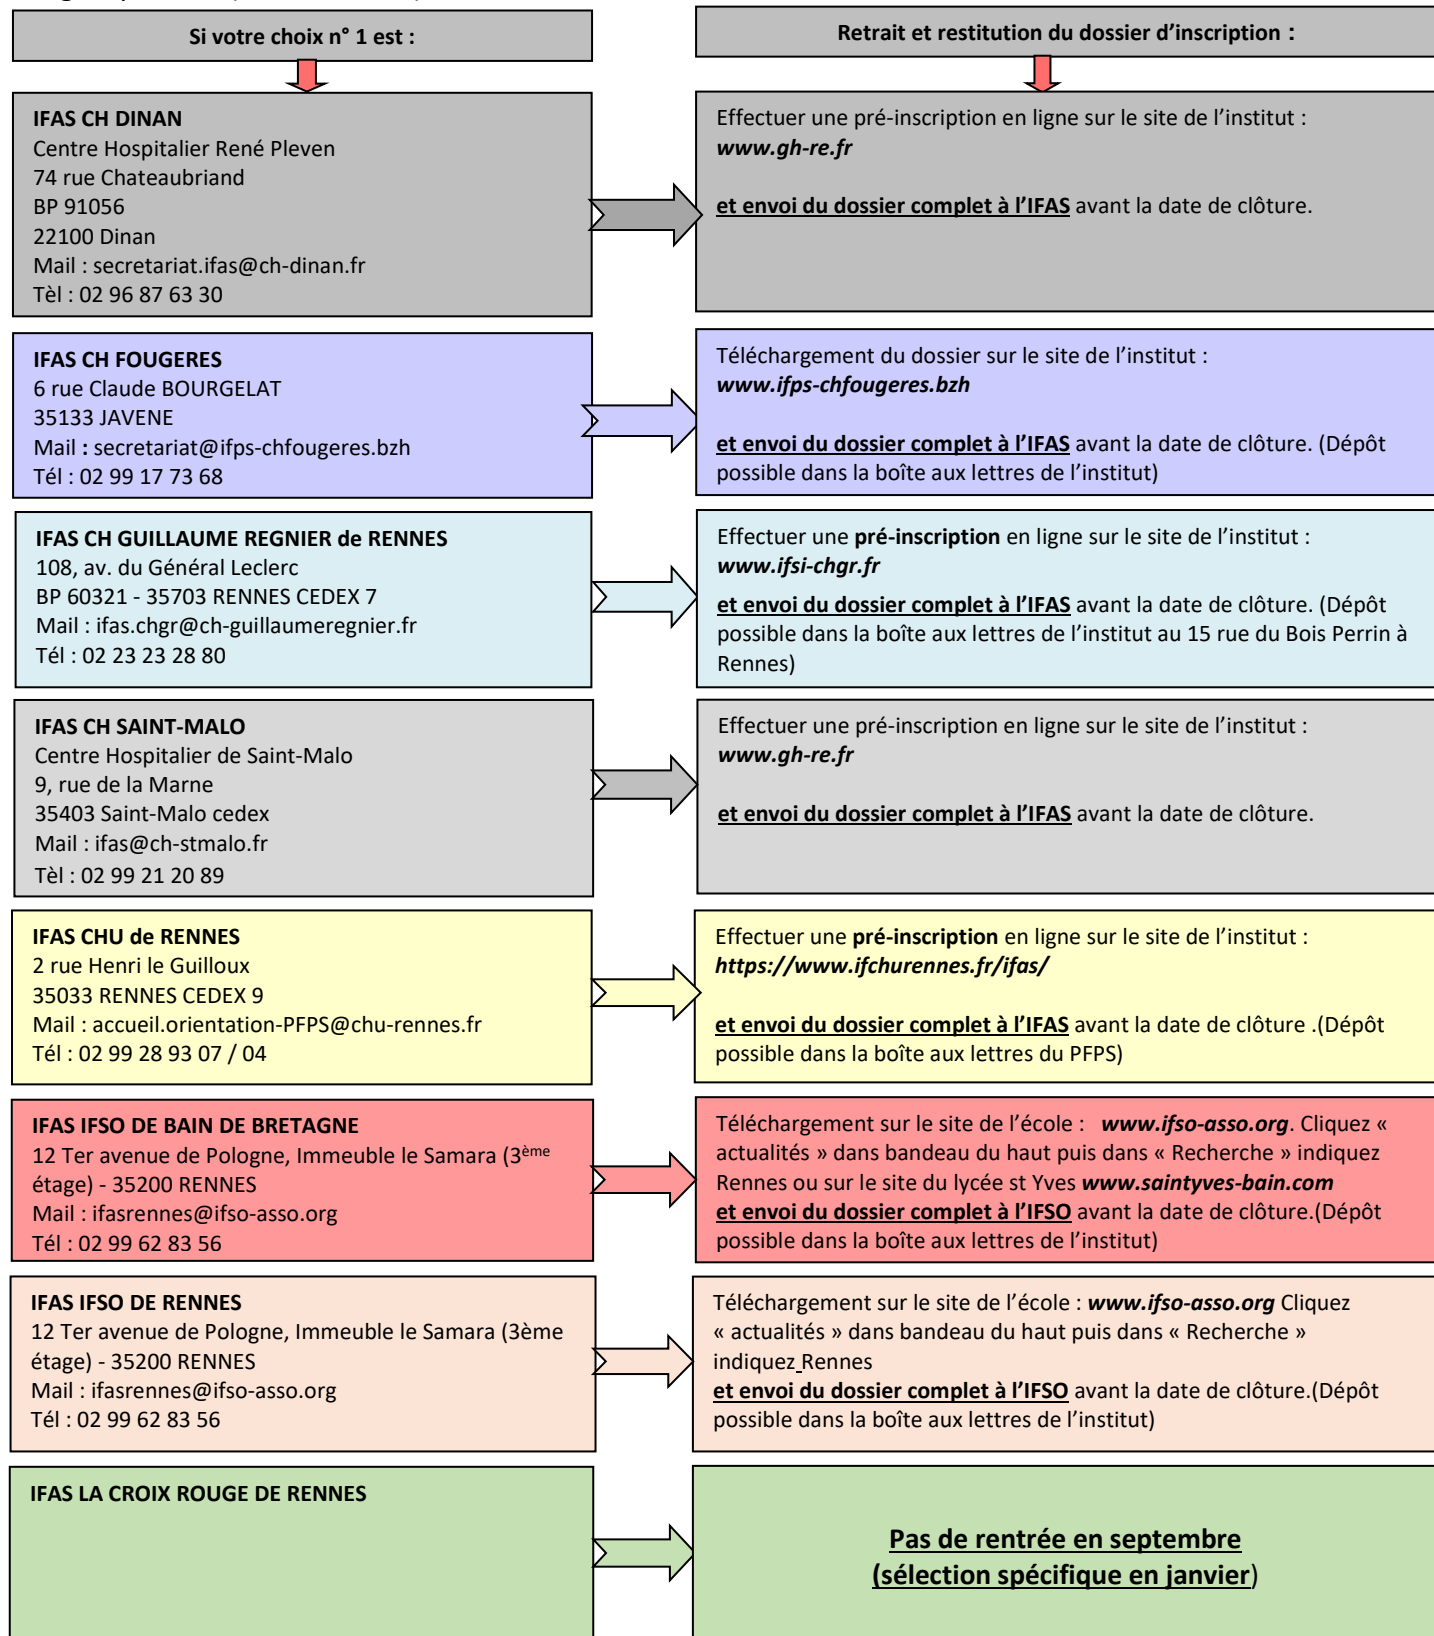 Si votre choix n° 1 est :
Retrait et restitution du dossier d’inscription :
IFAS CH DINAN
Centre Hospitalier René Pleven
74 rue Chateaubriand
BP 91056
22100 Dinan
Mail : secretariat.ifas@ch-dinan.fr
Tèl : 02 96 87 63 30
Effectuer une pré-inscription en ligne sur le site de l’institut :
www.gh-re.fr
et envoi du dossier complet à l’IFAS avant la date de clôture.
IFAS CH FOUGERES
6 rue Claude BOURGELAT
35133 JAVENE
Mail : secretariat@ifps-chfougeres.bzh
Tél : 02 99 17 73 68
Téléchargement du dossier sur le site de l’institut :
www.ifps-chfougeres.bzh
et envoi du dossier complet à l’IFAS avant la date de clôture. (Dépôt
possible dans la boîte aux lettres de l’institut)
IFAS CH GUILLAUME REGNIER de RENNES
108, av. du Général Leclerc
BP 60321 - 35703 RENNES CEDEX 7
Mail : ifas.chgr@ch-guillaumeregnier.fr
Tél : 02 23 23 28 80
Effectuer une pré-inscription en ligne sur le site de l’institut :
www.ifsi-chgr.fr
et envoi du dossier complet à l’IFAS avant la date de clôture. (Dépôt
possible dans la boîte aux lettres de l’institut au 15 rue du Bois Perrin à
Rennes)
IFAS CH SAINT-MALO
Centre Hospitalier de Saint-Malo
9, rue de la Marne
35403 Saint-Malo cedex
Mail : ifas@ch-stmalo.fr
Tèl : 02 99 21 20 89
Effectuer une pré-inscription en ligne sur le site de l’institut :
www.gh-re.fr
et envoi du dossier complet à l’IFAS avant la date de clôture.
IFAS CHU de RENNES
2 rue Henri le Guilloux
35033 RENNES CEDEX 9
Mail : accueil.orientation-PFPS@chu-rennes.fr
Tél : 02 99 28 93 07 / 04
Effectuer une pré-inscription en ligne sur le site de l’institut :
https://www.ifchurennes.fr/ifas/
et envoi du dossier complet à l’IFAS avant la date de clôture .(Dépôt
possible dans la boîte aux lettres du PFPS)
IFAS IFSO DE BAIN DE BRETAGNE
12 Ter avenue de Pologne, Immeuble le Samara (3ème
étage) - 35200 RENNES
Mail : ifasrennes@ifso-asso.org
Tél : 02 99 62 83 56
Téléchargement sur le site de l’école : www.ifso-asso.org. Cliquez «
actualités » dans bandeau du haut puis dans « Recherche » indiquez
Rennes ou sur le site du lycée st Yves www.saintyves-bain.com
et envoi du dossier complet à l’IFSO avant la date de clôture.(Dépôt
possible dans la boîte aux lettres de l’institut)
IFAS IFSO DE RENNES
12 Ter avenue de Pologne, Immeuble le Samara (3ème
étage) - 35200 RENNES
Mail : ifasrennes@ifso-asso.org
Tél : 02 99 62 83 56
Téléchargement sur le site de l’école : www.ifso-asso.org Cliquez
« actualités » dans bandeau du haut puis dans « Recherche »
indiquez Rennes
et envoi du dossier complet à l’IFSO avant la date de clôture.(Dépôt
possible dans la boîte aux lettres de l’institut)
IFAS LA CROIX ROUGE DE RENNES
Pas de rentrée en septembre
(sélection spécifique en janvier)